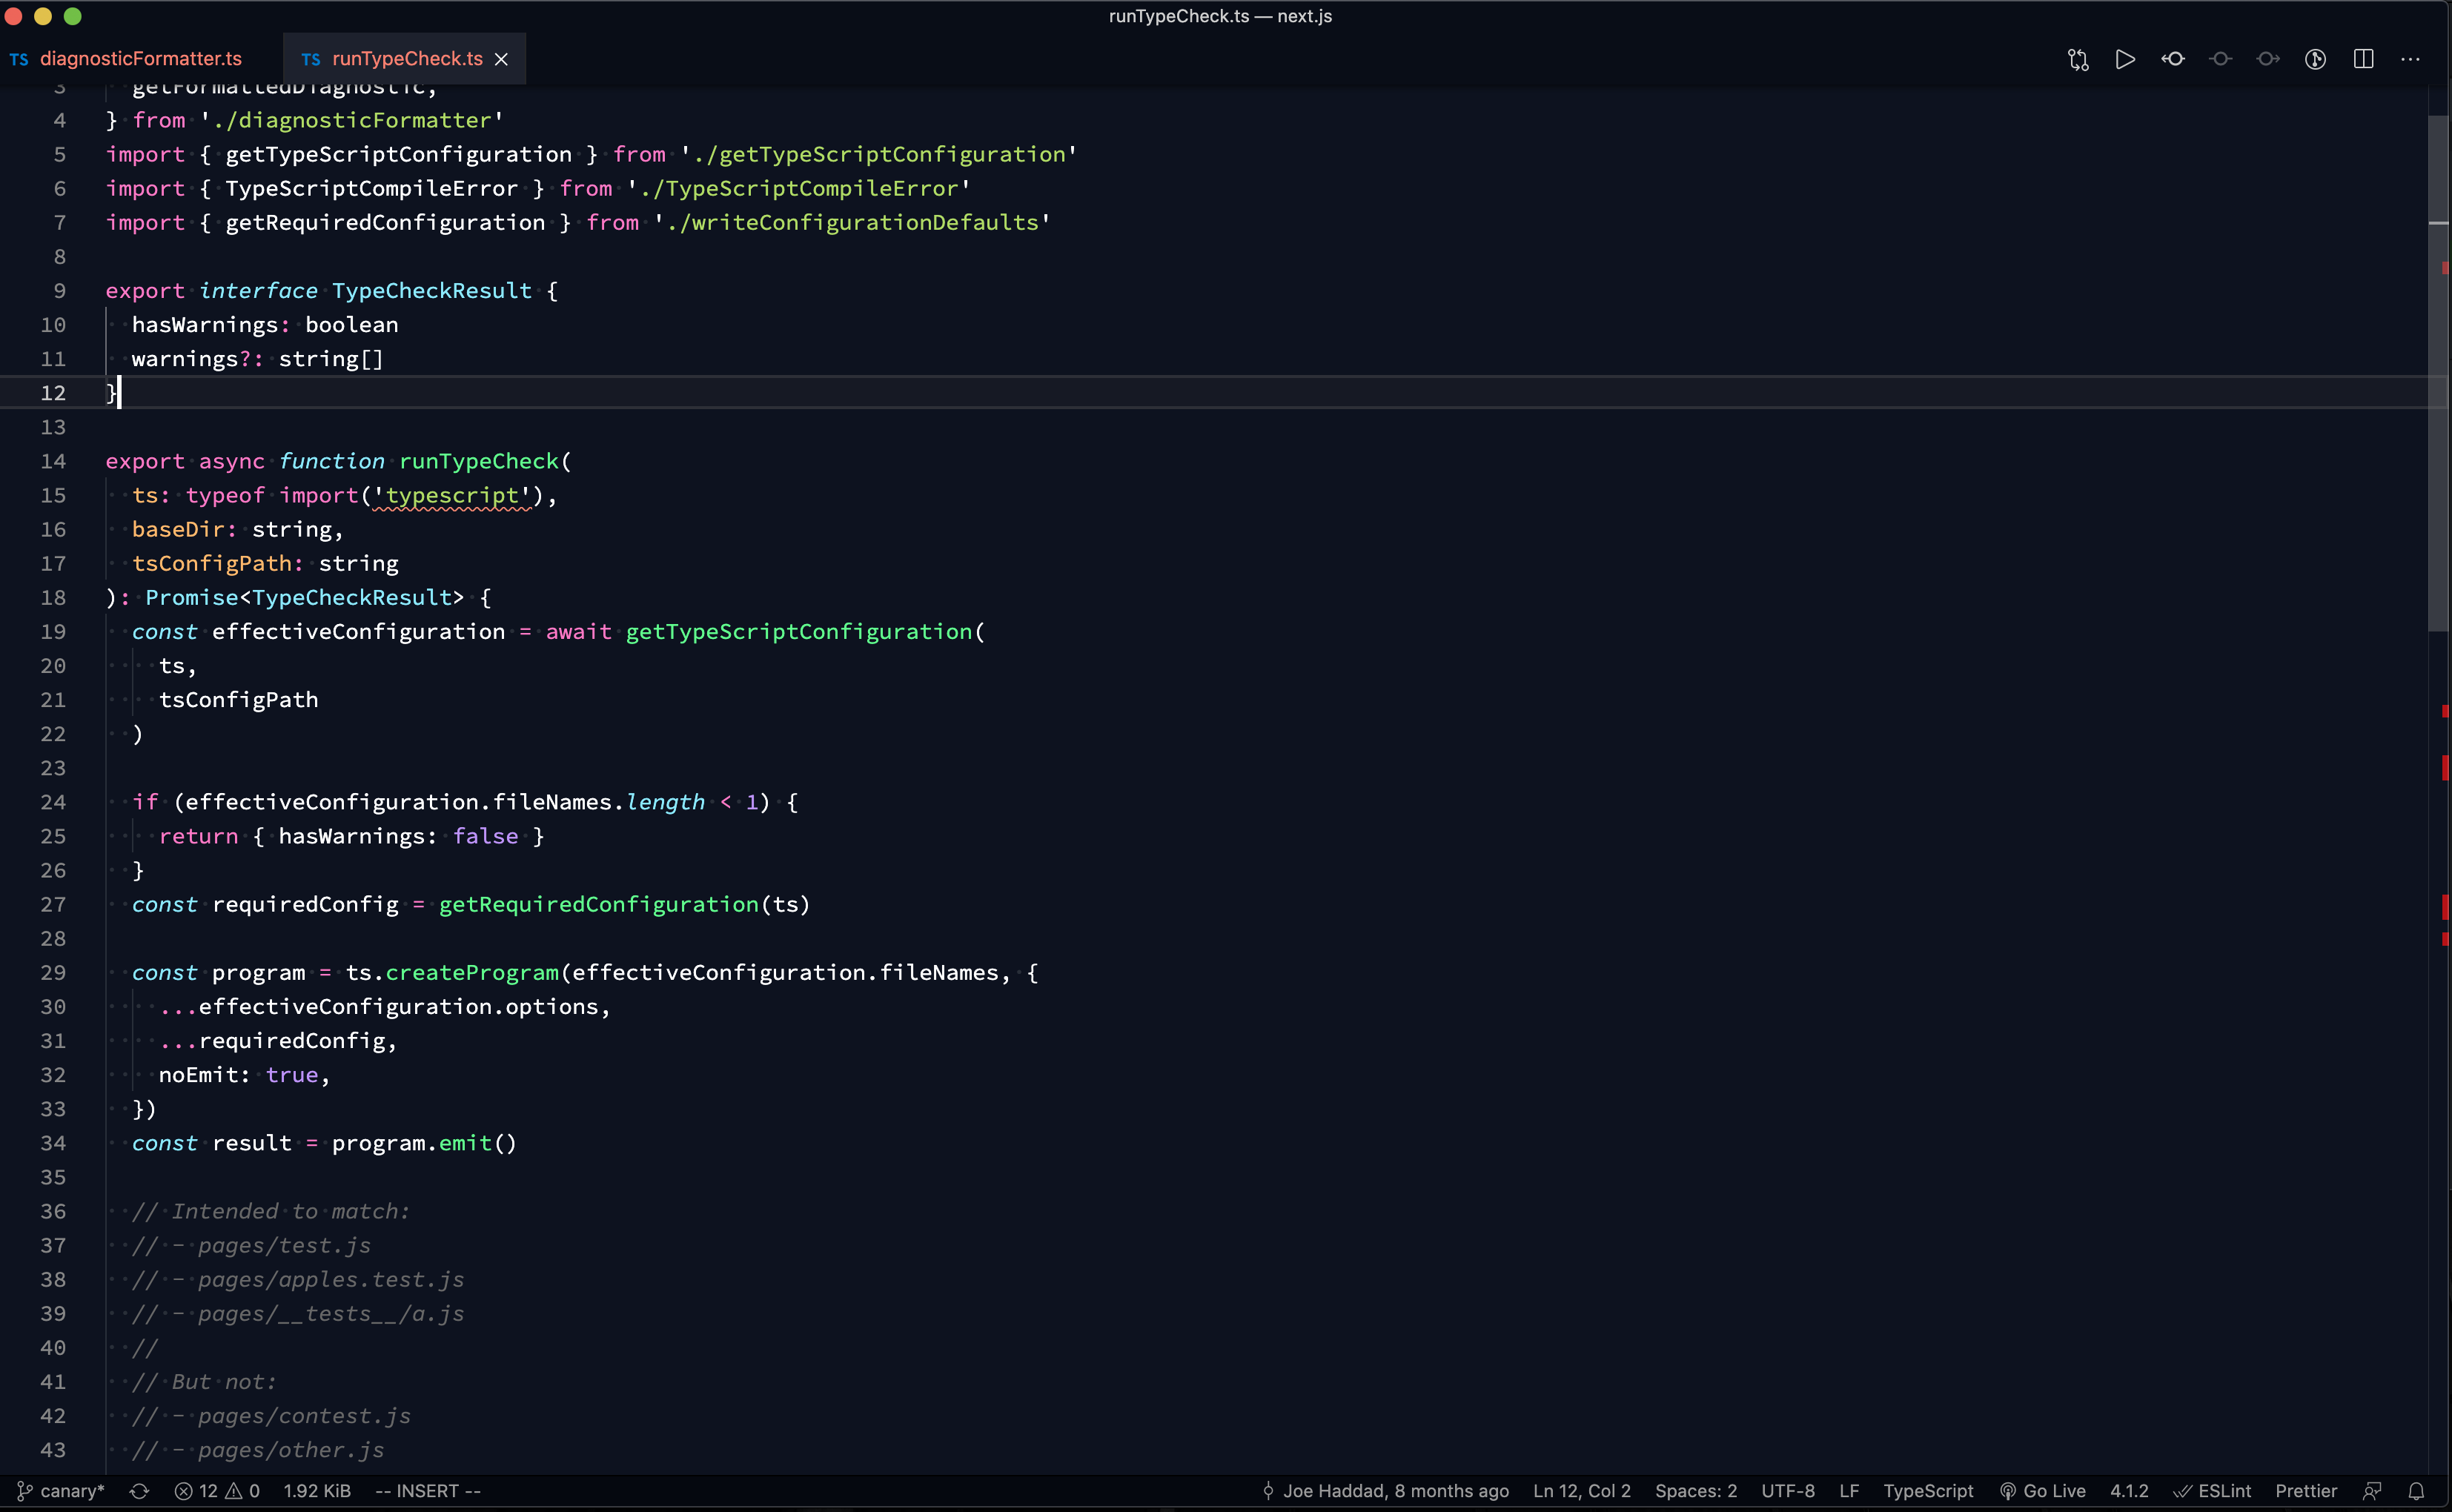 runTypeCheck.ts — next.js
TS diagnosticFormatter.ts
TS runTypeCheck.ts
3 getFormattedDiagnostic,
4 } from './diagnosticFormatter'
5 import { getTypeScriptConfiguration } from './getTypeScriptConfiguration'
6 import { TypeScriptCompileError } from './TypeScriptCompileError'
7 import { getRequiredConfiguration } from './writeConfigurationDefaults'
8
9 export interface TypeCheckResult {
10 hasWarnings: boolean
11 warnings?: string[]
12 }
13
14 export async function runTypeCheck(
15 ts: typeof import('typescript'),
16 baseDir: string,
17 tsConfigPath: string
18 ): Promise<TypeCheckResult> {
19 const effectiveConfiguration = await getTypeScriptConfiguration(
20 ts,
21 tsConfigPath
22 )
23
24 if (effectiveConfiguration.fileNames.length < 1) {
25 return { hasWarnings: false }
26 }
27 const requiredConfig = getRequiredConfiguration(ts)
28
29 const program = ts.createProgram(effectiveConfiguration.fileNames, {
30 ...effectiveConfiguration.options,
31 ...requiredConfig,
32 noEmit: true,
33 })
34 const result = program.emit()
35
36 // Intended to match:
37 // - pages/test.js
38 // - pages/apples.test.js
39 // - pages/__tests__/a.js
40 //
41 // But not:
42 // - pages/contest.js
43 // - pages/other.js
canary* 12 0 1.92 KiB -- INSERT -- Joe Haddad, 8 months ago Ln 12, Col 2 Spaces: 2 UTF-8 LF TypeScript Go Live 4.1.2 ESLint Prettier